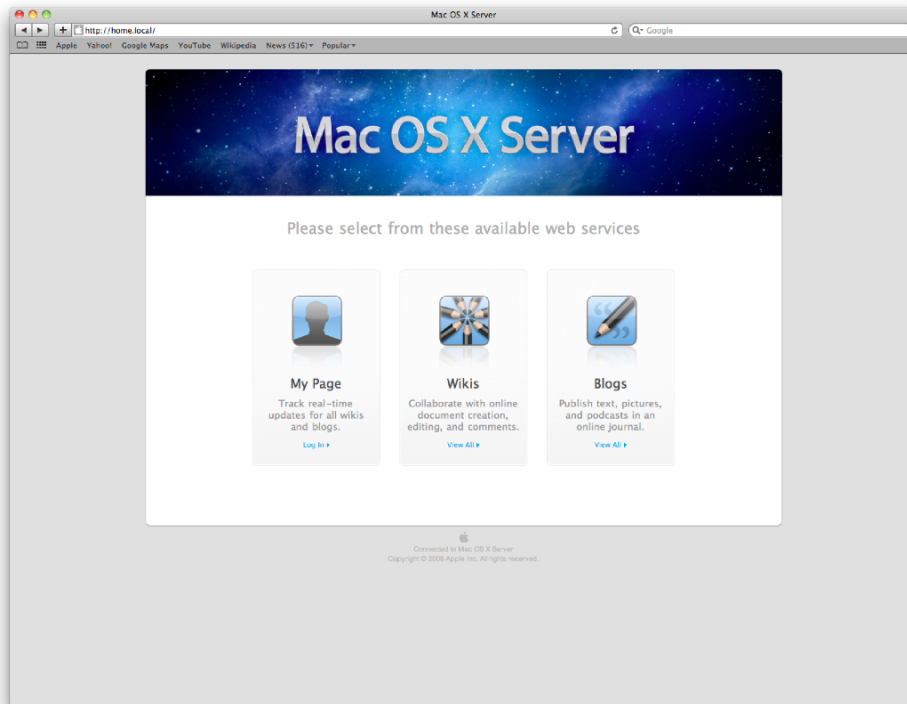 Mac OS X Server
http://home.local/
Google
Apple Yahoo! Google Maps YouTube Wikipedia News (516) Popular
Mac OS X Server
Please select from these available web services
My Page
Track real-time
updates for all wikis
and blogs.
Log In
Wikis
Collaborate with online
document creation,
editing, and comments.
View All
Blogs
Publish text, pictures,
and podcasts in an
online journal.
View All
Connected to Mac OS X Server
Copyright © 2009 Apple Inc. All rights reserved.